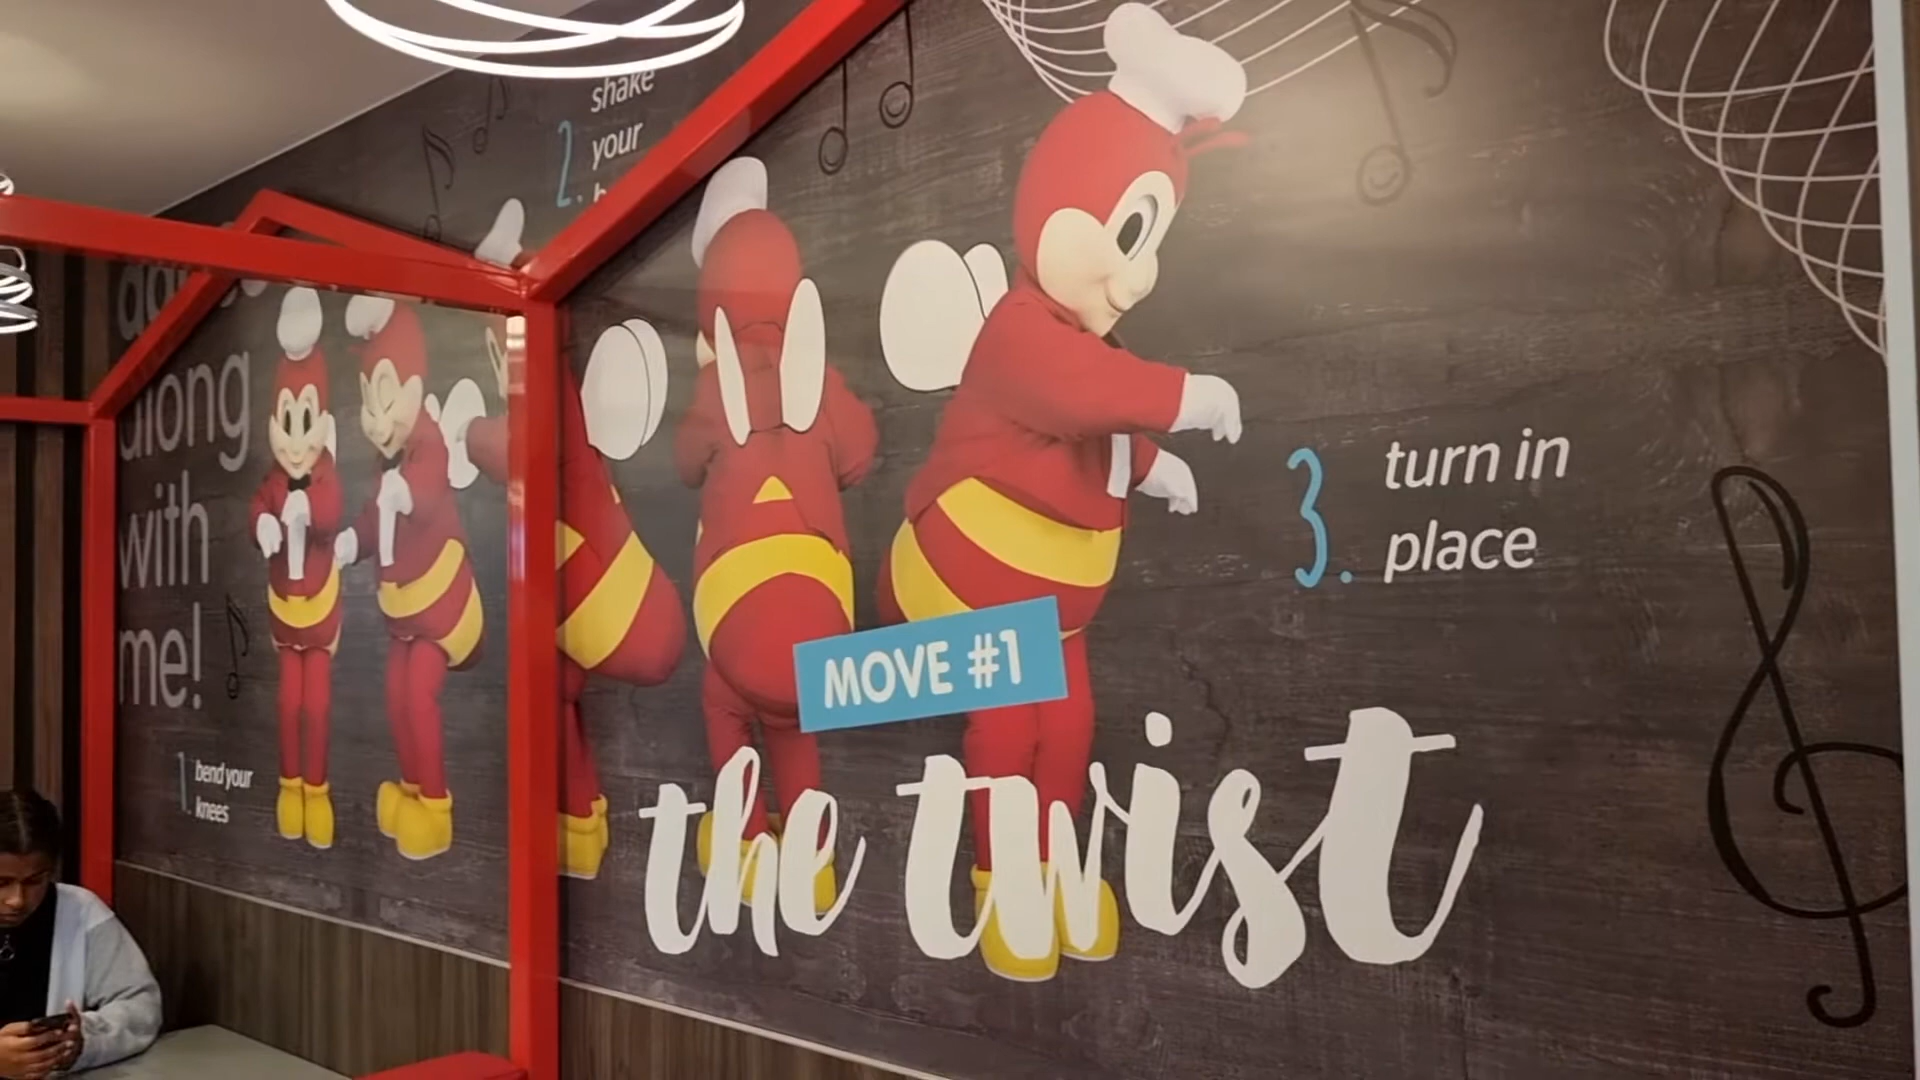 along
with
me!
1. bend your
knees
2. shake
your
3. turn in
place
MOVE #1
the twist